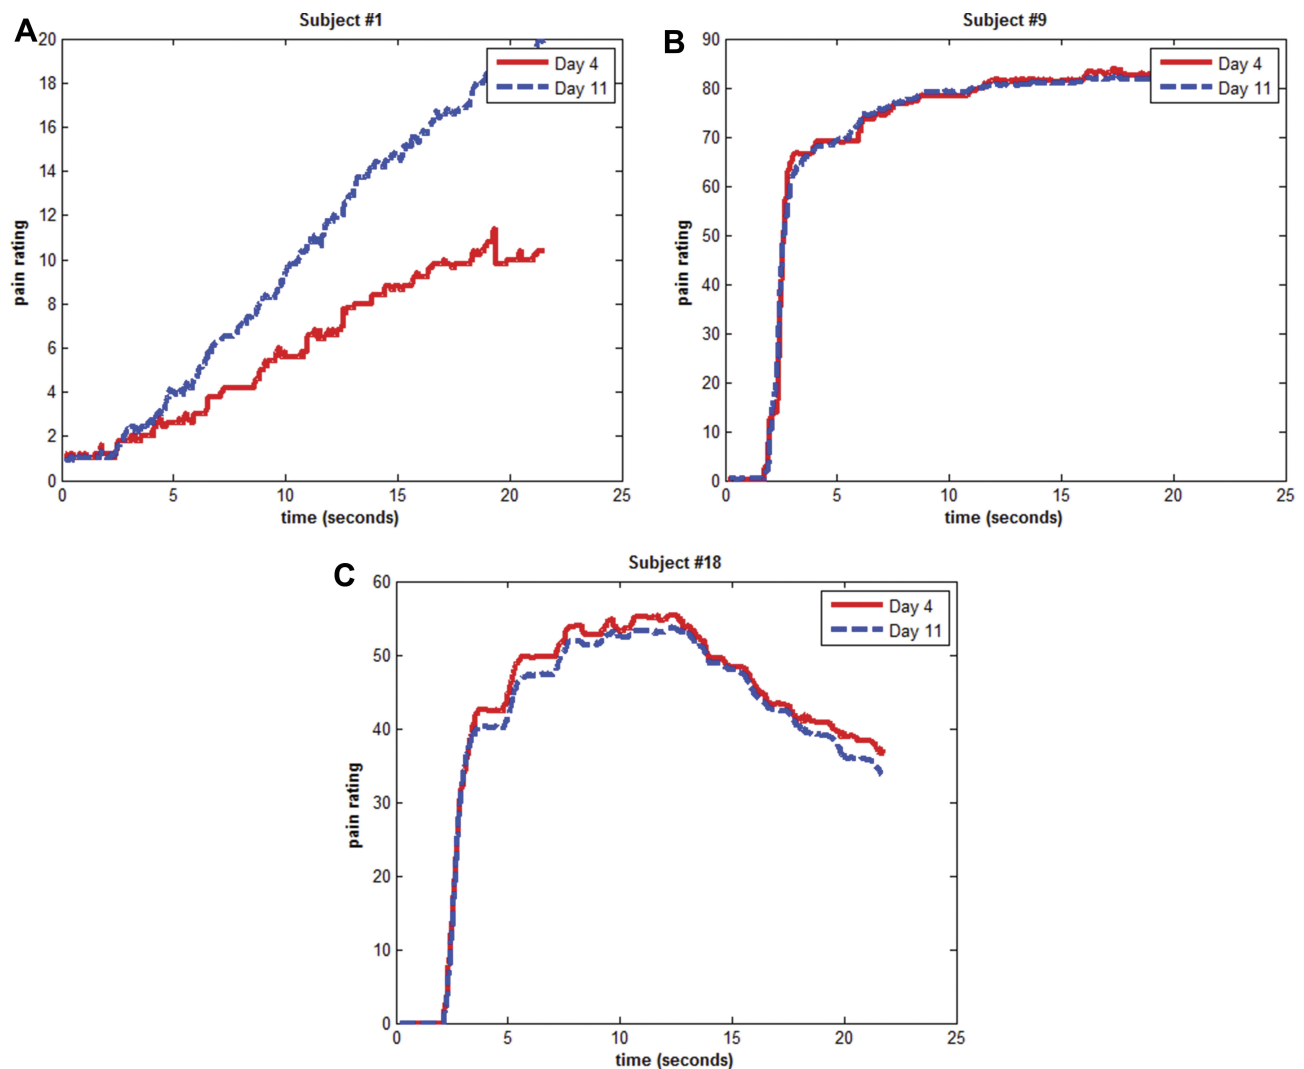 A
Subject #1
20
18
16
14
12
10
8
6
4
2
0
pain rating
Day 4
Day 11
0 5 10 15 20 25
time (seconds)
B
Subject #9
90
80
70
60
50
40
30
20
10
0
pain rating
Day 4
Day 11
0 5 10 15 20 25
time (seconds)
C
Subject #18
60
50
40
30
20
10
0
pain rating
Day 4
Day 11
0 5 10 15 20 25
time (seconds)